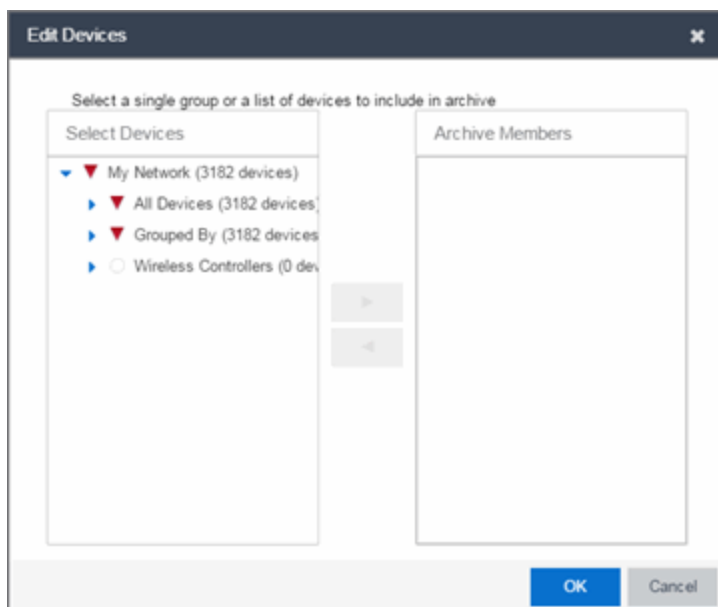 Edit Devices
Select a single group or a list of devices to include in archive
Select Devices
Archive Members
My Network (3182 devices)
All Devices (3182 devices)
Grouped By (3182 devices
Wireless Controllers (0 dev
OK
Cancel